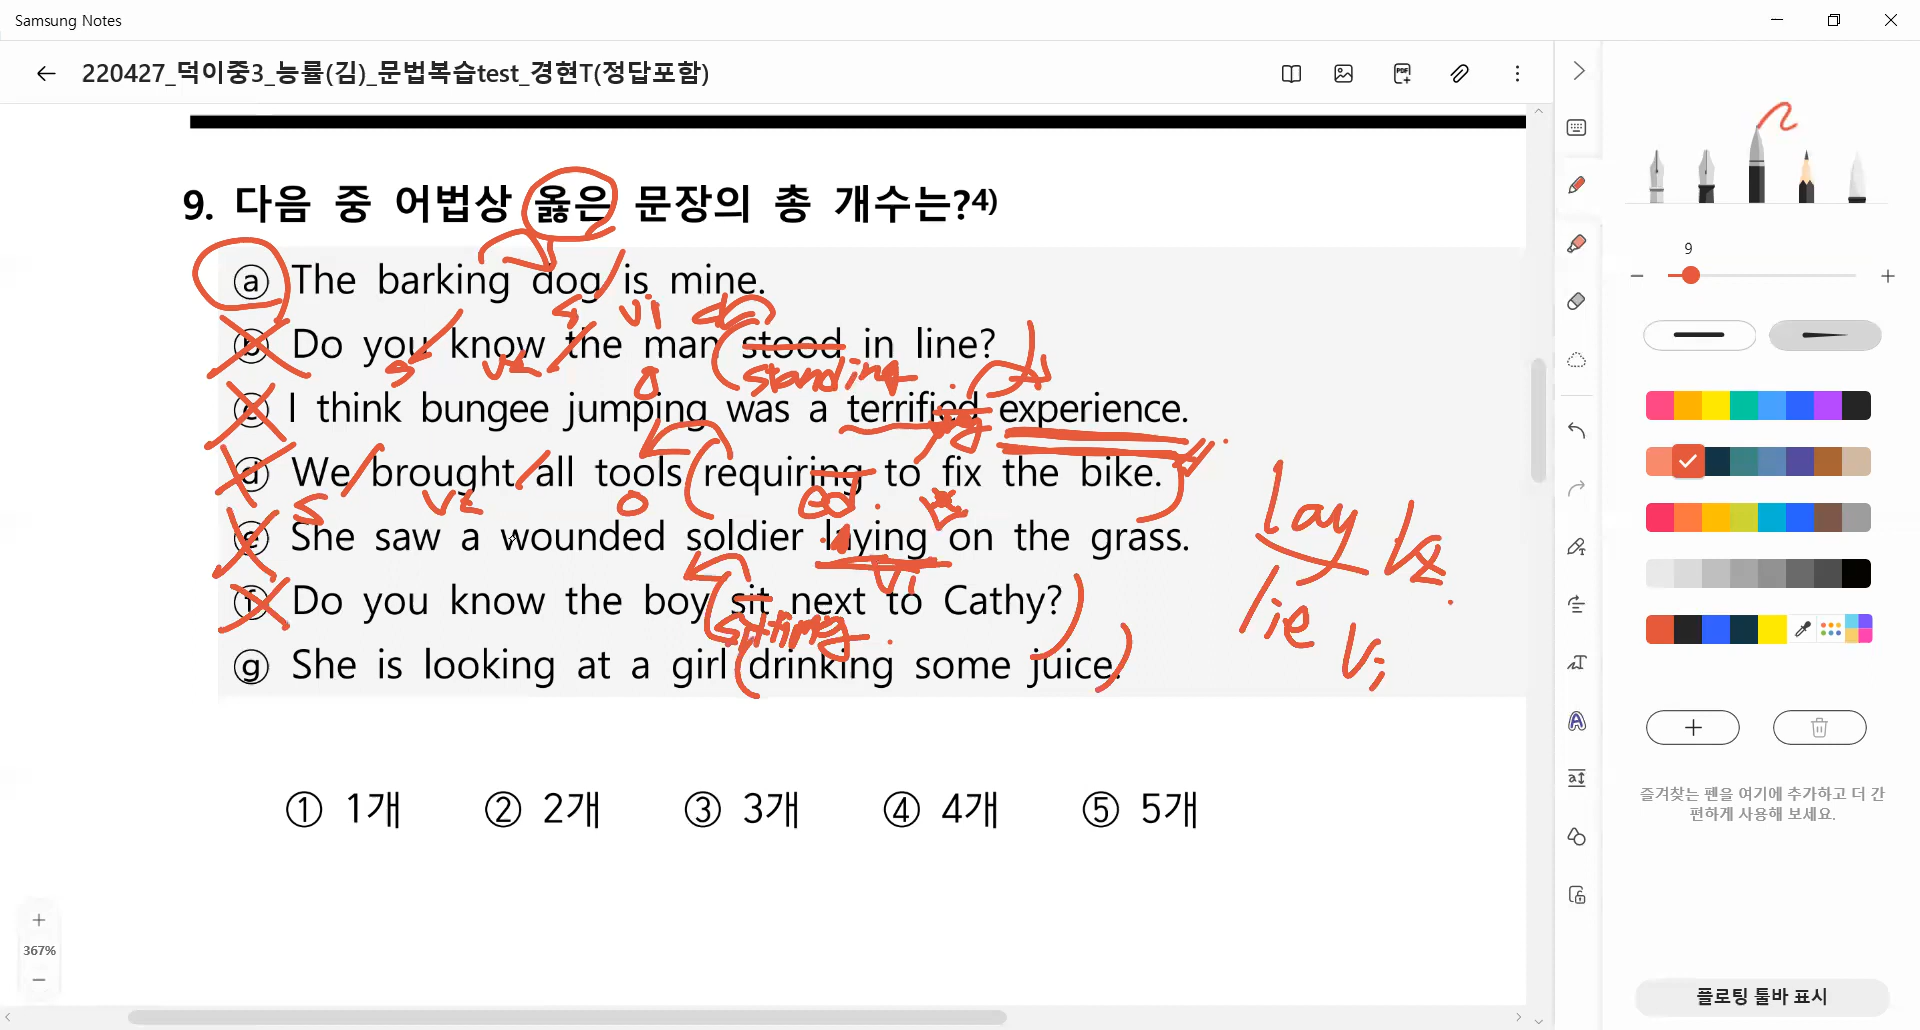 Samsung Notes
220427_덕이중3_능률(김)_문법복습test_경현T(정답포함)
9. 다음 중 어법상 옳은 문장의 총 개수는?4)
ⓐ The barking dog is mine.
s vi
ⓑ Do you know the man stood in line?
s vt o standing
ⓒ I think bungee jumping was a terrified experience.
ing
ⓓ We brought all tools requiring to fix the bike.
s vt o ed
ⓔ She saw a wounded soldier laying on the grass.
vi
lay vt
lie vi
ⓕ Do you know the boy sit next to Cathy?
sitting
ⓖ She is looking at a girl drinking some juice.
① 1개 ② 2개 ③ 3개 ④ 4개 ⑤ 5개
367%
9
즐겨찾는 펜을 여기에 추가하고 더 간
편하게 사용해 보세요.
플로팅 툴바 표시